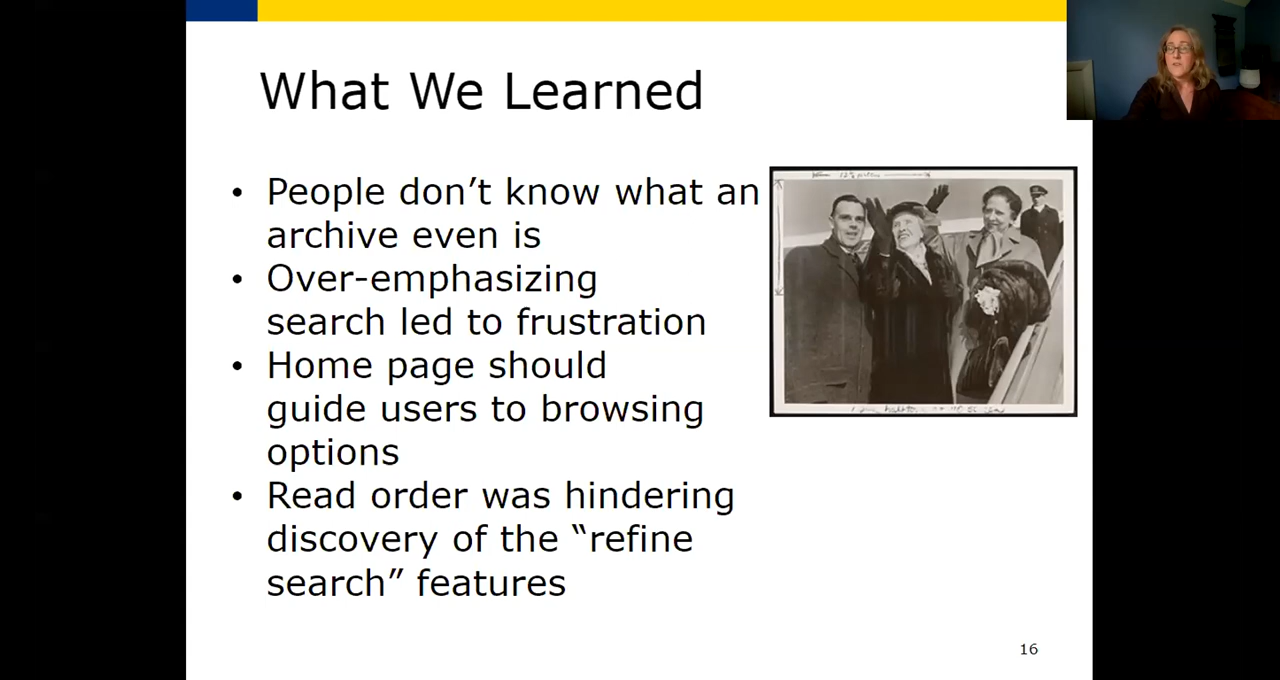 What We Learned
• People don’t know what an
archive even is
• Over-emphasizing
search led to frustration
• Home page should
guide users to browsing
options
• Read order was hindering
discovery of the “refine
search” features
16